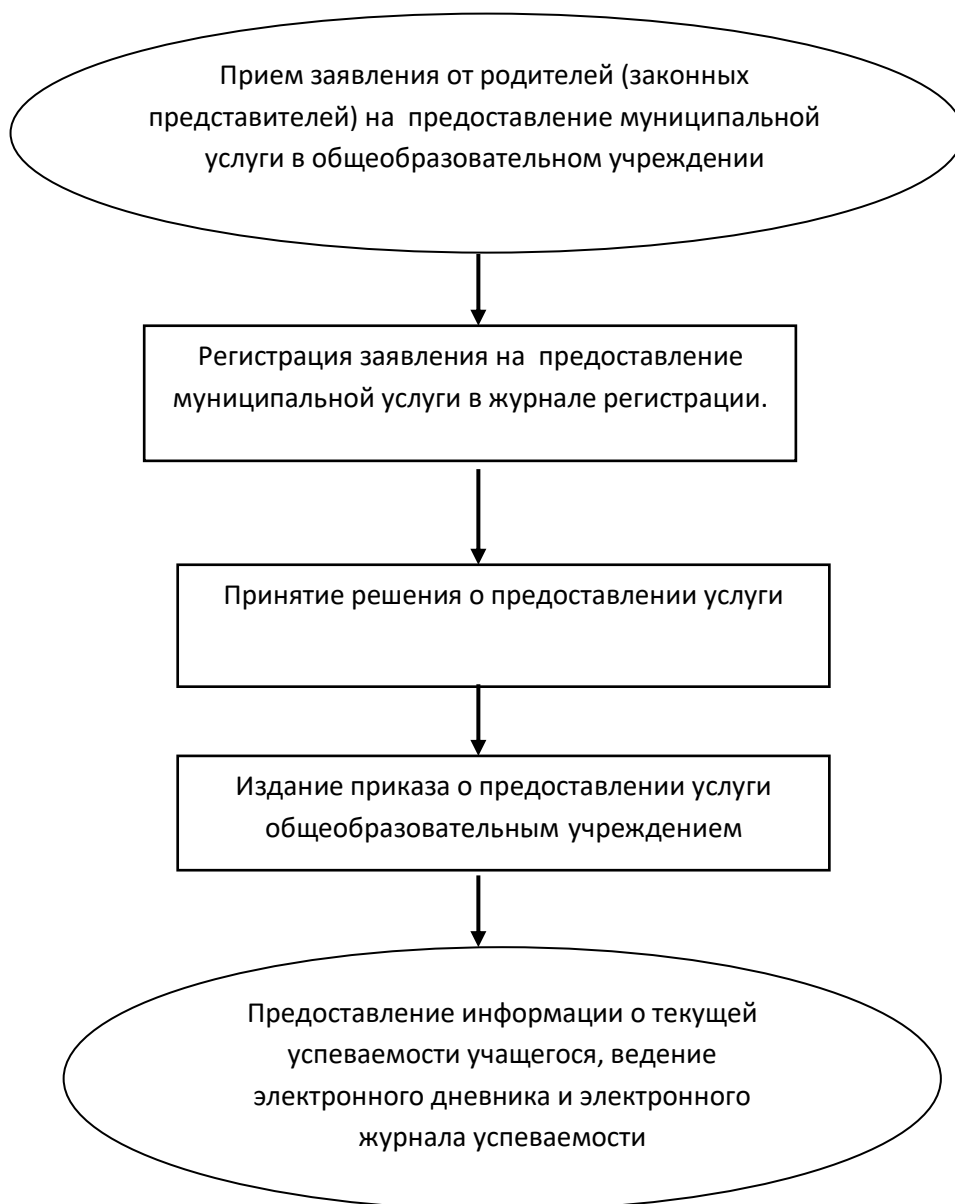 Прием заявления от родителей (законных
представителей) на  предоставление муниципальной
услуги в общеобразовательном учреждении
Регистрация заявления на  предоставление
муниципальной услуги в журнале регистрации.
Принятие решения о предоставлении услуги
Издание приказа о предоставлении услуги
общеобразовательным учреждением
Предоставление информации о текущей
успеваемости учащегося, ведение
электронного дневника и электронного
журнала успеваемости